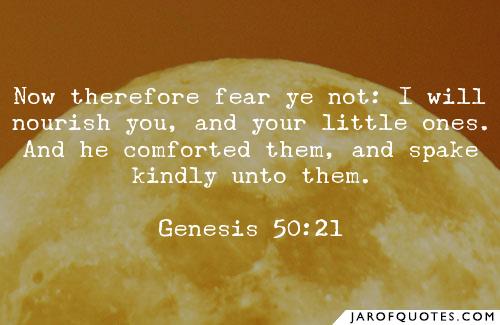 Now therefore fear ye not: I will
nourish you, and your little ones.
And he comforted them, and spake
kindly unto them.
Genesis 50:21
JAROFQUOTES.COM